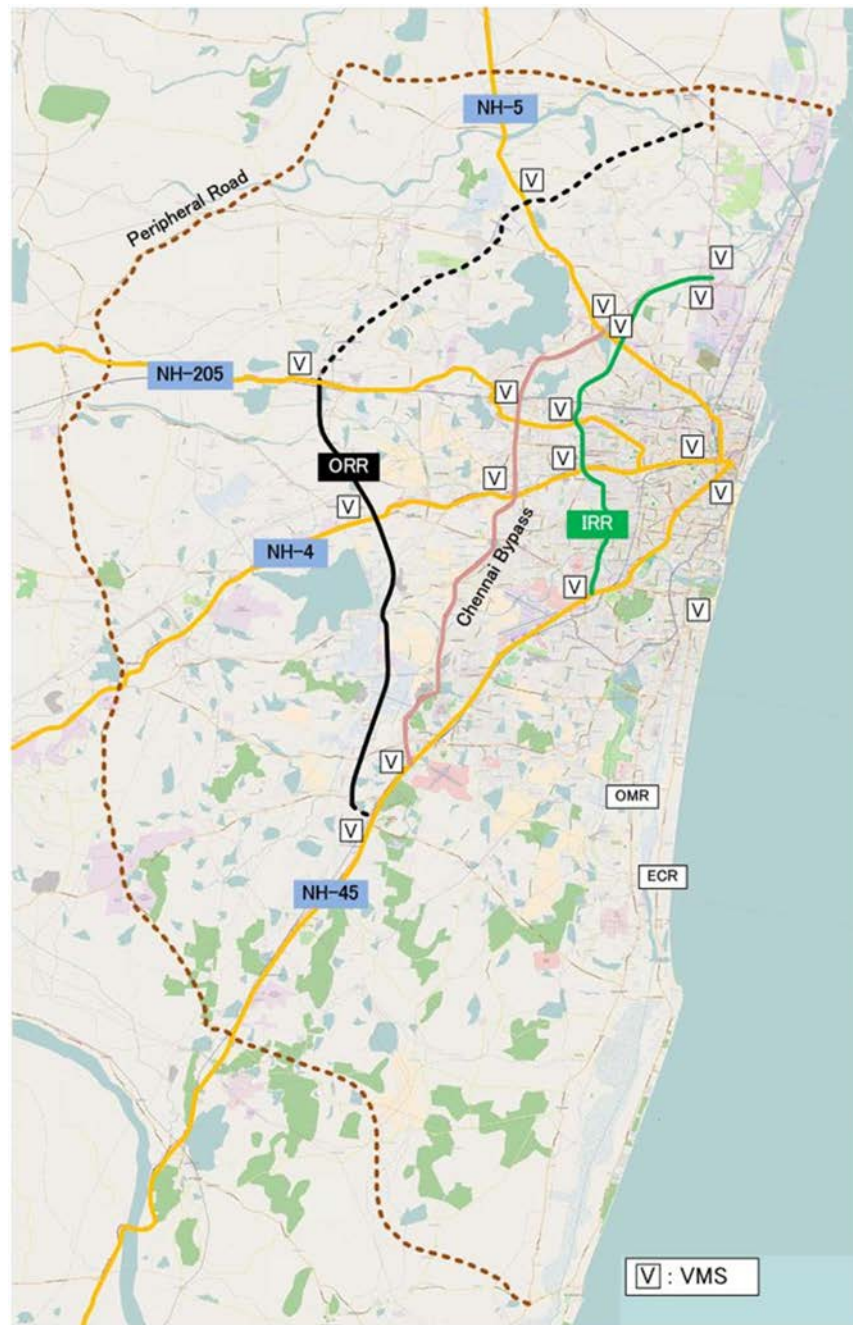 NH-5
V
Peripheral Road
V
V
V
V
V
NH-205
V
V
V
V
ORR
V
V
V
IRR
NH-4
Chennai Bypass
V
V
V
OMR
V
ECR
NH-45
V : VMS